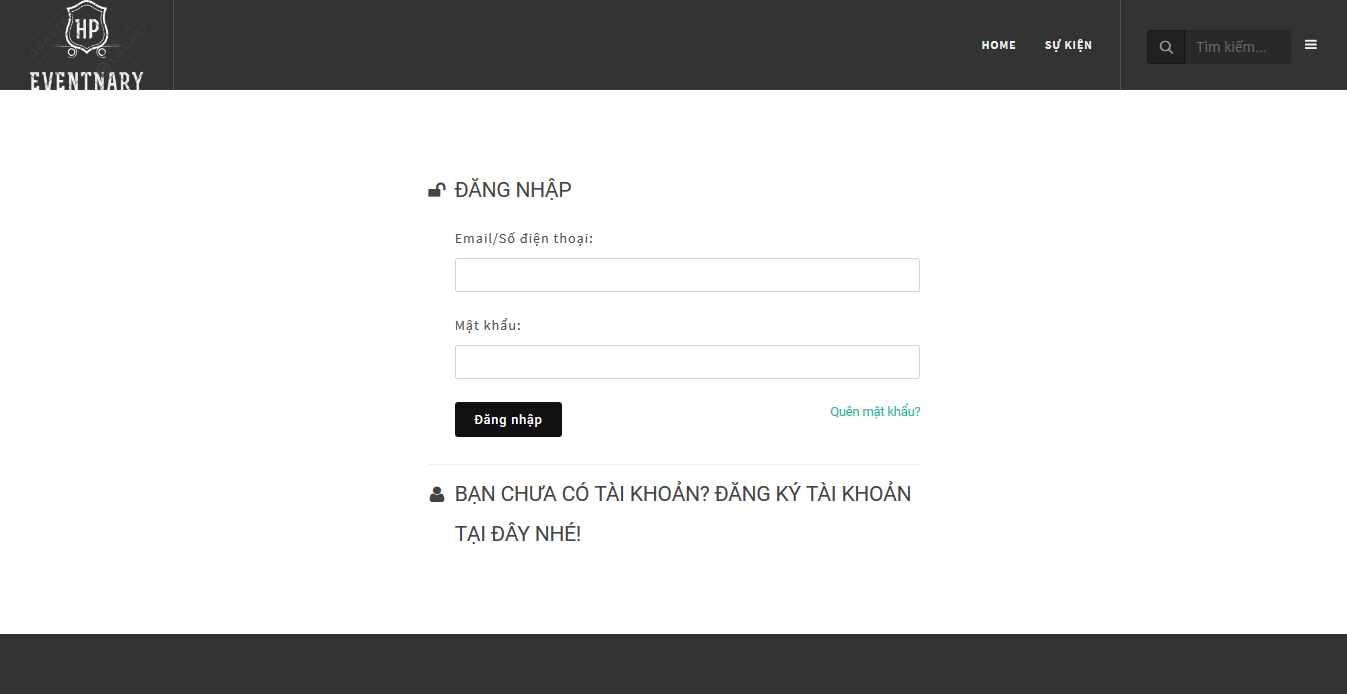 HP
EVENTNARY
HOME
SỰ KIỆN
Tìm kiếm...
ĐĂNG NHẬP
Email/Số điện thoại:
Mật khẩu:
Đăng nhập
Quên mật khẩu?
BẠN CHƯA CÓ TÀI KHOẢN? ĐĂNG KÝ TÀI KHOẢN
TẠI ĐÂY NHÉ!